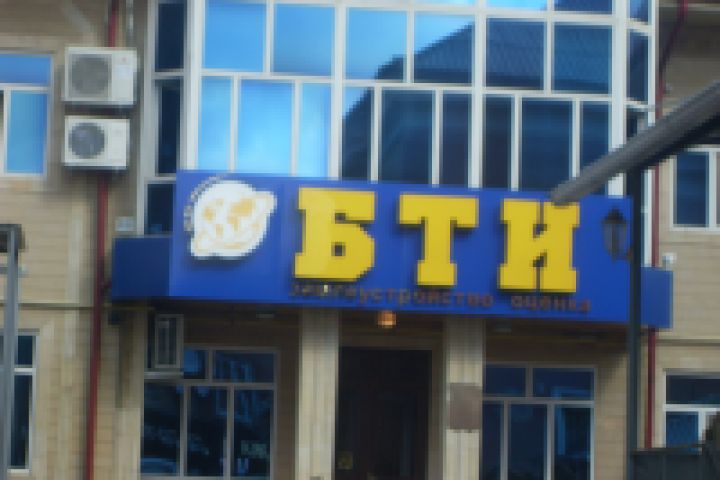 БТИ
землеустройство оценка